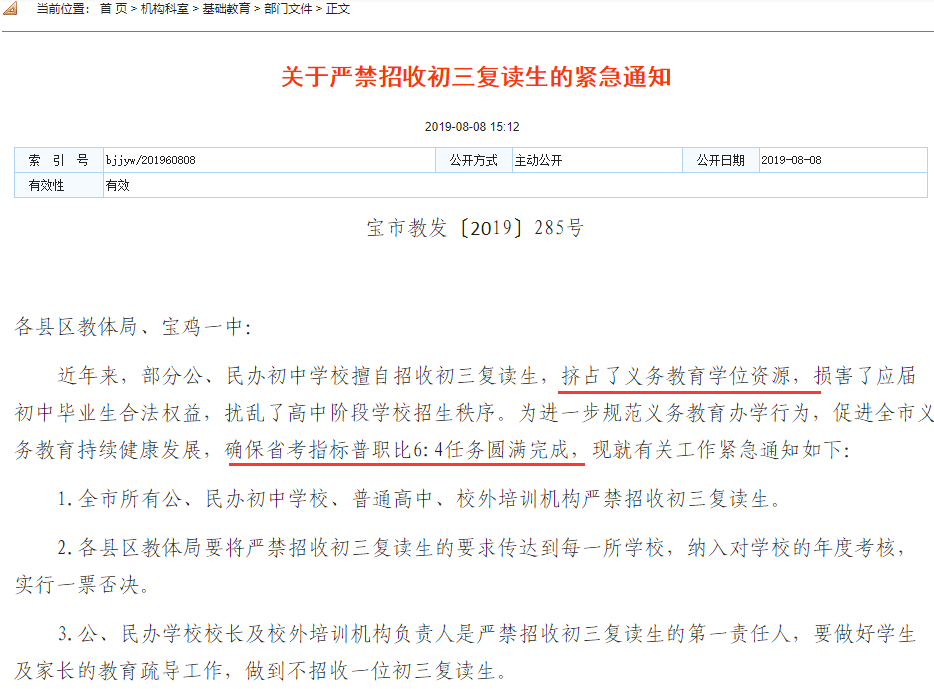 当前位置： 首 页 > 机构科室 > 基础教育 > 部门文件 > 正文
关于严禁招收初三复读生的紧急通知
2019-08-08 15:12
索 引 号 bjjyw/201960808 公开方式 主动公开 公开日期 2019-08-08
有效性 有效
宝市教发〔2019〕285号
各县区教体局、宝鸡一中：
近年来，部分公、民办初中学校擅自招收初三复读生，挤占了义务教育学位资源，损害了应届
初中毕业生合法权益，扰乱了高中阶段学校招生秩序。为进一步规范义务教育办学行为，促进全市义
务教育持续健康发展，确保省考指标普职比6:4任务圆满完成，现就有关工作紧急通知如下：
1.全市所有公、民办初中学校、普通高中、校外培训机构严禁招收初三复读生。
2.各县区教体局要将严禁招收初三复读生的要求传达到每一所学校，纳入对学校的年度考核，
实行一票否决。
3.公、民办学校校长及校外培训机构负责人是严禁招收初三复读生的第一责任人，要做好学生
及家长的教育疏导工作，做到不招收一位初三复读生。